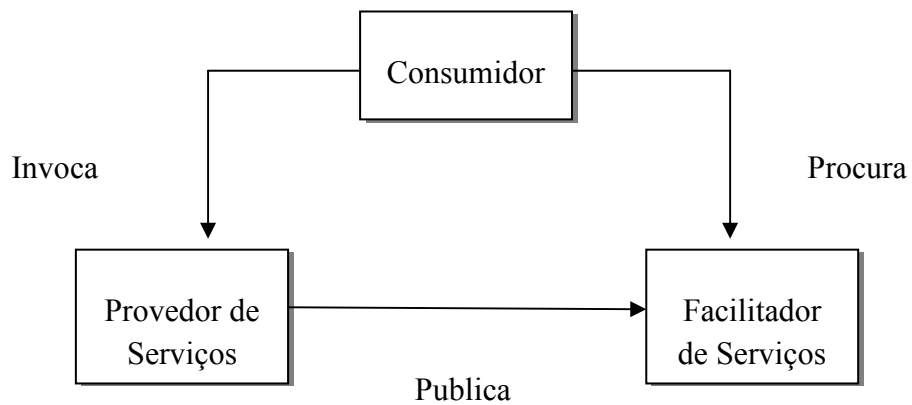 Consumidor
Invoca
Procura
Provedor de
Serviços
Facilitador
de Serviços
Publica